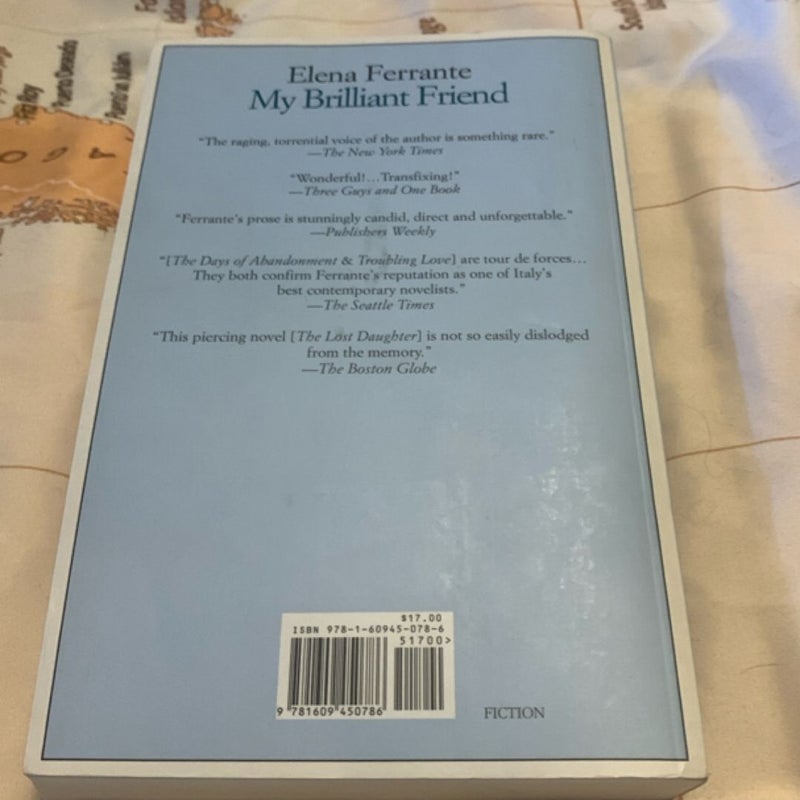 Elena Ferrante
My Brilliant Friend
"The raging, torrential voice of the author is something rare."
—The New York Times
"Wonderful!...Transfixing!"
—Three Guys and One Book
"Ferrante's prose is stunningly candid, direct and unforgettable."
—Publishers Weekly
"[The Days of Abandonment & Troubling Love] are tour de forces...
They both confirm Ferrante's reputation as one of Italy's
best contemporary novelists."
—The Seattle Times
"This piercing novel [The Lost Daughter] is not so easily dislodged
from the memory."
—The Boston Globe
$17.00
ISBN 978-1-60945-078-6
51700>
9 781609 450786
FICTION
Puerto Deseado